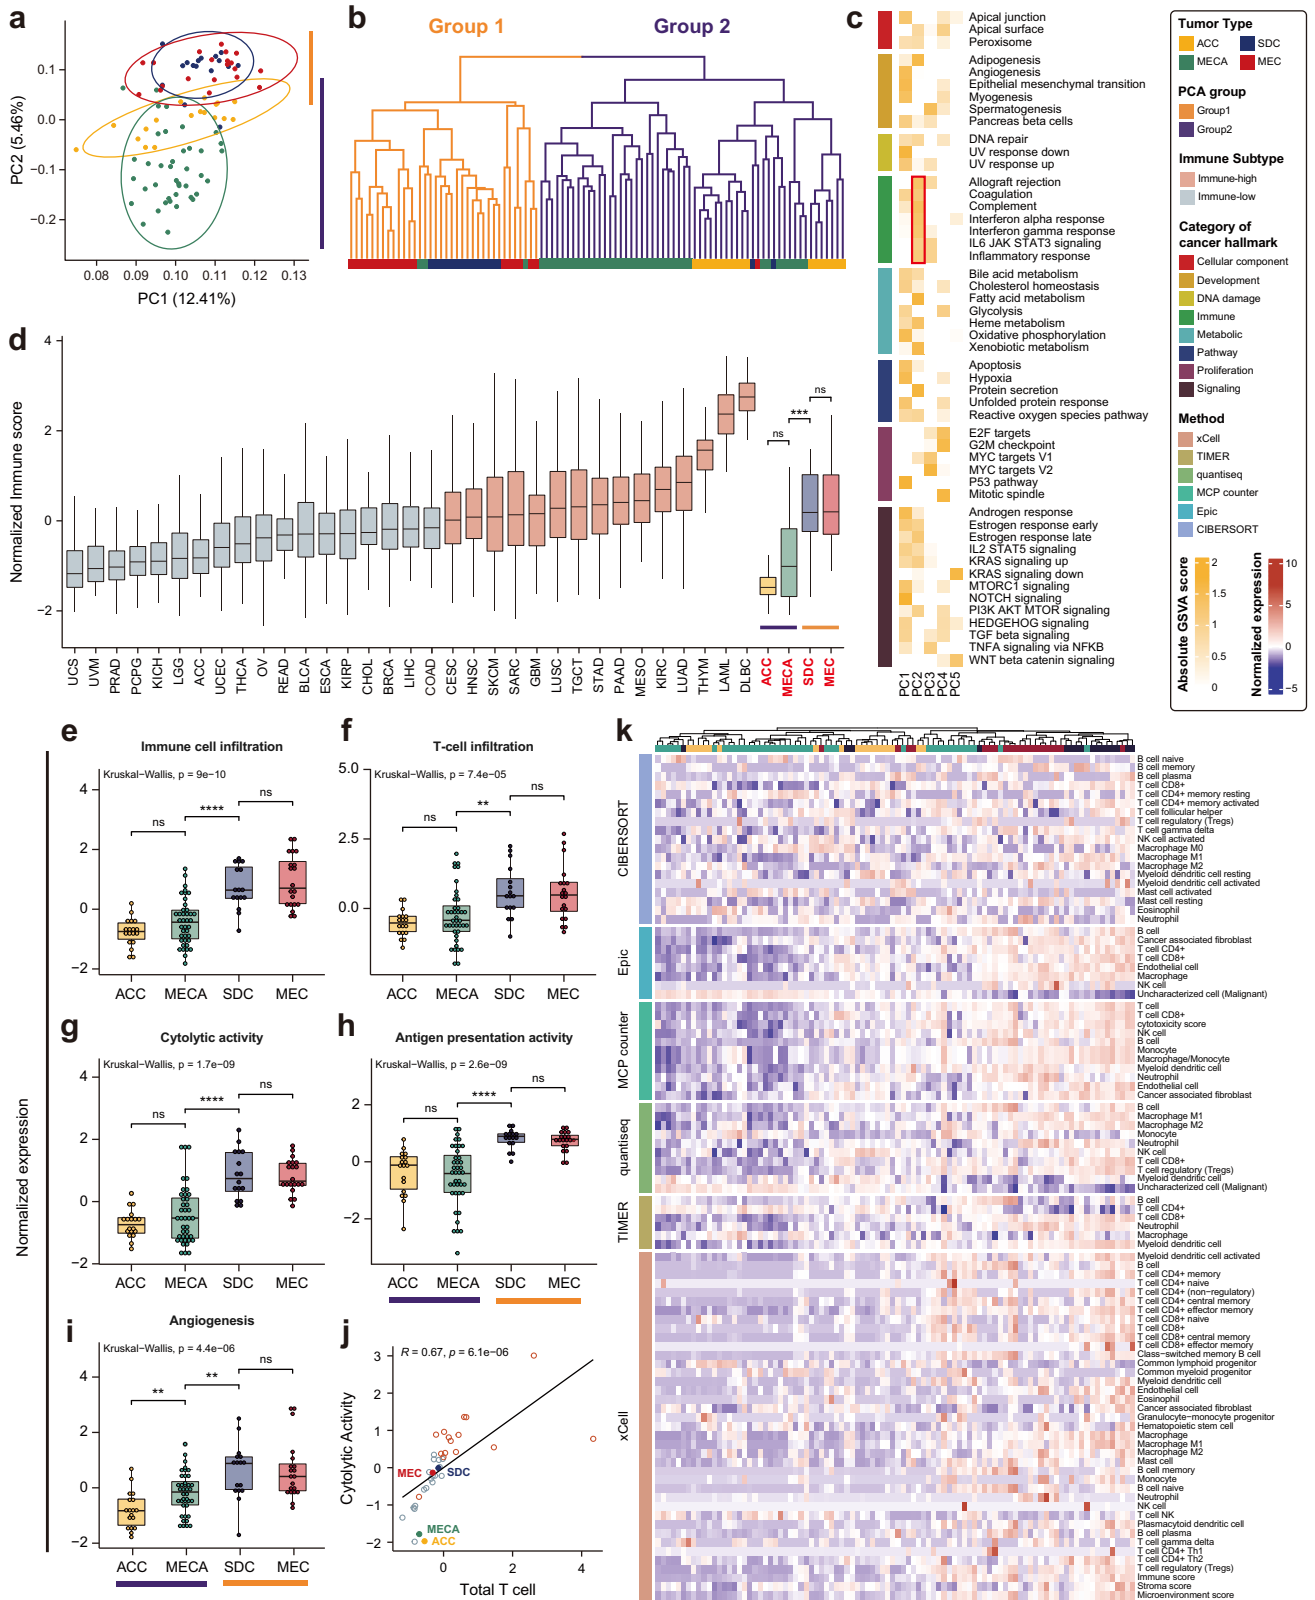 a
PC2 (5.46%)
0.1
0.0
−0.1
−0.2
0.08
0.09
0.10
0.11
0.12
0.13
PC1 (12.41%)
b
Group 1
Group 2
c
Apical junction
Apical surface
Peroxisome
Adipogenesis
Angiogenesis
Epithelial mesenchymal transition
Myogenesis
Spermatogenesis
Pancreas beta cells
DNA repair
UV response down
UV response up
Allograft rejection
Coagulation
Complement
Interferon alpha response
Interferon gamma response
IL6 JAK STAT3 signaling
Inflammatory response
Bile acid metabolism
Cholesterol homeostasis
Fatty acid metabolism
Glycolysis
Heme metabolism
Oxidative phosphorylation
Xenobiotic metabolism
Apoptosis
Hypoxia
Protein secretion
Unfolded protein response
Reactive oxygen species pathway
E2F targets
G2M checkpoint
MYC targets V1
MYC targets V2
P53 pathway
Mitotic spindle
Androgen response
Estrogen response early
Estrogen response late
IL2 STAT5 signaling
KRAS signaling up
KRAS signaling down
MTORC1 signaling
NOTCH signaling
PI3K AKT MTOR signaling
HEDGEHOG signaling
TGF beta signaling
TNFA signaling via NFKB
WNT beta catenin signaling
PC1
PC2
PC3
PC4
PC5
Tumor Type
ACC
SDC
MECA
MEC
PCA group
Group1
Group2
Immune Subtype
Immune-high
Immune-low
Category of
cancer hallmark
Cellular component
Development
DNA damage
Immune
Metabolic
Pathway
Proliferation
Signaling
Method
xCell
TIMER
quantiseq
MCP counter
Epic
CIBERSORT
Absolute GSVA score
2
1.5
1
0.5
0
Normalized expression
10
5
0
−5
d
Normalized Immune score
4
2
0
−2
ns
***
ns
UCS
UVM
PRAD
PCPG
KICH
LGG
ACC
UCEC
THCA
OV
READ
BLCA
ESCA
KIRP
CHOL
BRCA
LIHC
COAD
CESC
HNSC
SKCM
SARC
GBM
LUSC
TGCT
STAD
PAAD
MESO
KIRC
LUAD
THYM
LAML
DLBC
ACC
MECA
SDC
MEC
Normalized expression
e
Immune cell infiltration
Kruskal−Wallis, p = 9e−10
4
2
0
−2
ns
****
ns
ACC
MECA
SDC
MEC
f
T-cell infiltration
Kruskal−Wallis, p = 7.4e−05
5.0
2.5
0.0
ns
**
ns
ACC
MECA
SDC
MEC
g
Cytolytic activity
Kruskal−Wallis, p = 1.7e−09
4
2
0
−2
ns
****
ns
ACC
MECA
SDC
MEC
h
Antigen presentation activity
Kruskal−Wallis, p = 2.6e−09
2
0
−2
ns
****
ns
ACC
MECA
SDC
MEC
i
Angiogenesis
Kruskal−Wallis, p = 4.4e−06
4
2
0
−2
**
**
ns
ACC
MECA
SDC
MEC
j
R = 0.67, p = 6.1e−06
Cytolytic Activity
3
2
1
0
−1
−2
MEC
SDC
MECA
ACC
0
2
4
Total T cell
k
CIBERSORT
B cell naive
B cell memory
B cell plasma
T cell CD8+
T cell CD4+ memory resting
T cell CD4+ memory activated
T cell follicular helper
T cell regulatory (Tregs)
T cell gamma delta
NK cell activated
Macrophage M0
Macrophage M1
Macrophage M2
Myeloid dendritic cell resting
Myeloid dendritic cell activated
Mast cell activated
Mast cell resting
Eosinophil
Neutrophil
Epic
B cell
Cancer associated fibroblast
T cell CD4+
T cell CD8+
Endothelial cell
Macrophage
NK cell
Uncharacterized cell (Malignant)
MCP counter
T cell
T cell CD8+
cytotoxicity score
NK cell
B cell
Monocyte
Macrophage/Monocyte
Myeloid dendritic cell
Neutrophil
Endothelial cell
Cancer associated fibroblast
quantiseq
B cell
Macrophage M1
Macrophage M2
Monocyte
Neutrophil
NK cell
T cell CD8+
T cell regulatory (Tregs)
Myeloid dendritic cell
Uncharacterized cell (Malignant)
TIMER
B cell
T cell CD4+
T cell CD8+
Neutrophil
Macrophage
Myeloid dendritic cell
xCell
Myeloid dendritic cell activated
B cell
T cell CD4+ memory
T cell CD4+ naive
T cell CD4+ (non−regulatory)
T cell CD4+ central memory
T cell CD4+ effector memory
T cell CD8+ naive
T cell CD8+
T cell CD8+ central memory
T cell CD8+ effector memory
Class−switched memory B cell
Common lymphoid progenitor
Common myeloid progenitor
Myeloid dendritic cell
Endothelial cell
Eosinophil
Cancer associated fibroblast
Granulocyte−monocyte progenitor
Hematopoietic stem cell
Macrophage
Macrophage M1
Macrophage M2
Mast cell
B cell memory
Monocyte
B cell naive
Neutrophil
NK cell
T cell NK
Plasmacytoid dendritic cell
B cell plasma
T cell gamma delta
T cell CD4+ Th1
T cell CD4+ Th2
T cell regulatory (Tregs)
Immune score
Stroma score
Microenvironment score